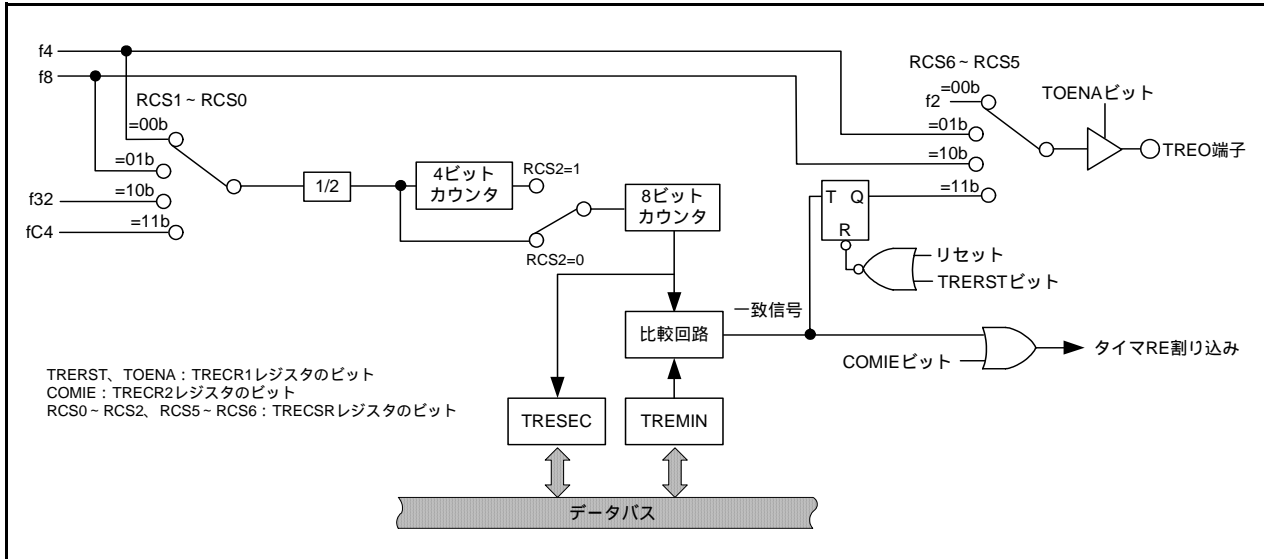 f4
f8
RCS1～RCS0
=00b
=01b
f32
=10b
fC4
=11b
1/2
4ビット
カウンタ
RCS2=1
RCS2=0
8ビット
カウンタ
RCS6～RCS5
=00b
f2
=01b
=10b
=11b
TOENAビット
TREO端子
T Q
R
リセット
TRERSTビット
一致信号
比較回路
COMIEビット
タイマRE割り込み
TRERST、TOENA：TRECR1レジスタのビット
COMIE：TRECR2レジスタのビット
RCS0～RCS2、RCS5～RCS6：TRECSRレジスタのビット
TRESEC
TREMIN
データバス